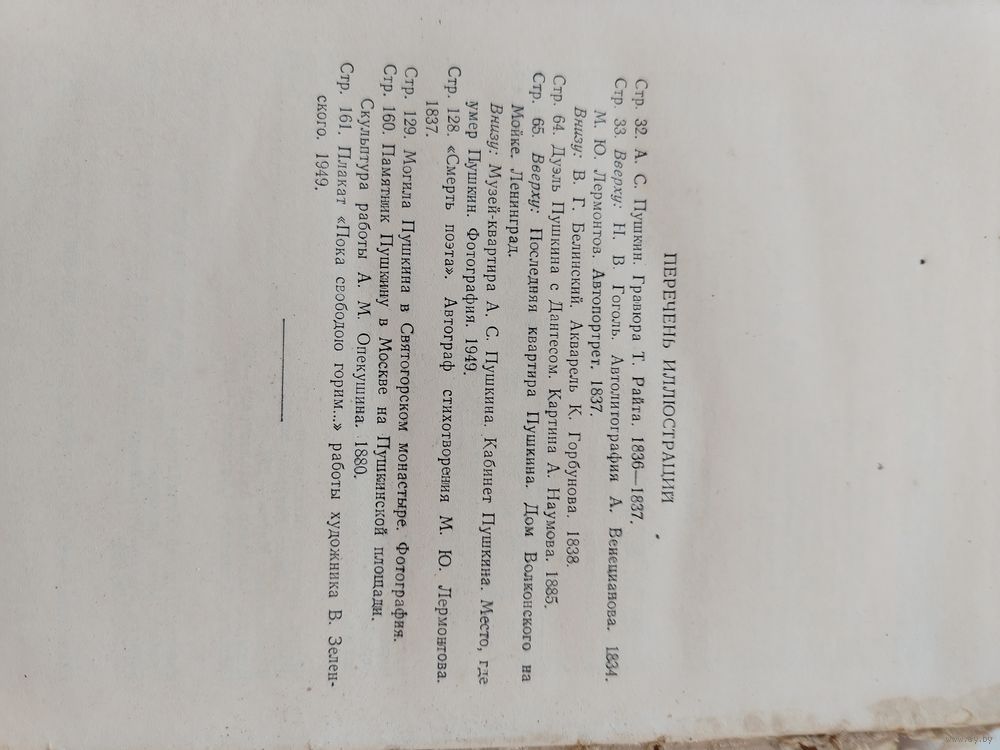 ПЕРЕЧЕНЬ ИЛЛЮСТРАЦИЙ
Стр. 32. А. С. Пушкин. Гравюра Т. Райта. 1836—1837.
Стр. 33. Вверху: Н. В. Гоголь. Автолитография А. Венецианова. 1834.
М. Ю. Лермонтов. Автопортрет. 1837.
Внизу: В. Г. Белинский. Акварель К. Горбунова. 1838.
Стр. 64. Дуэль Пушкина с Дантесом. Картина А. Наумова. 1885.
Стр. 65. Вверху: Последняя квартира Пушкина. Дом Волконского на
Мойке. Ленинград.
Внизу: Музей-квартира А. С. Пушкина. Кабинет Пушкина. Место, где
умер Пушкин. Фотография. 1949.
Стр. 128. «Смерть поэта». Автограф стихотворения М. Ю. Лермонтова.
1837.
Стр. 129. Могила Пушкина в Святогорском монастыре. Фотография.
Стр. 160. Памятник Пушкину в Москве на Пушкинской площади.
Скульптура работы А. М. Опекушина. 1880.
Стр. 161. Плакат «Пока свободою горим...» работы художника В. Зелен-
ского. 1949.
www.ay.by